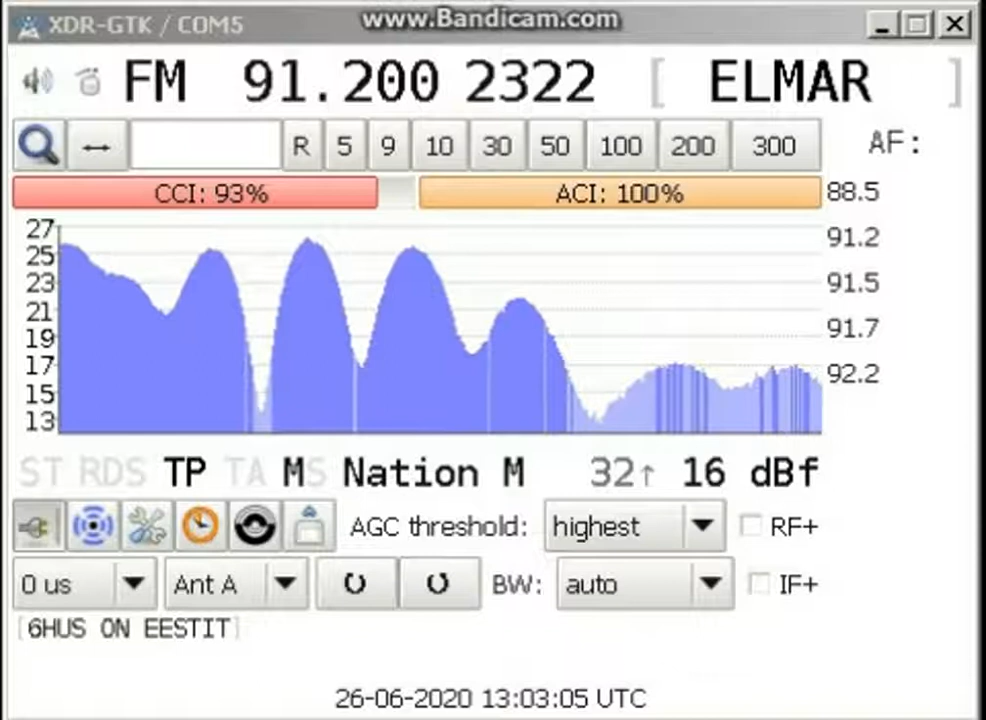 www.Bandicam.com
XDR-GTK / COM5
FM 91.200 2322 [ ELMAR ]
R 5 9 10 30 50 100 200 300 AF:
CCI: 93% ACI: 100% 88.5
27 91.2
25
23 91.5
21
19 91.7
17 92.2
15
13
ST RDS TP TA MS Nation M 32↑ 16 dBf
AGC threshold: highest RF+
0 us Ant A BW: auto IF+
[6HUS ON EESTIT]
26-06-2020 13:03:05 UTC